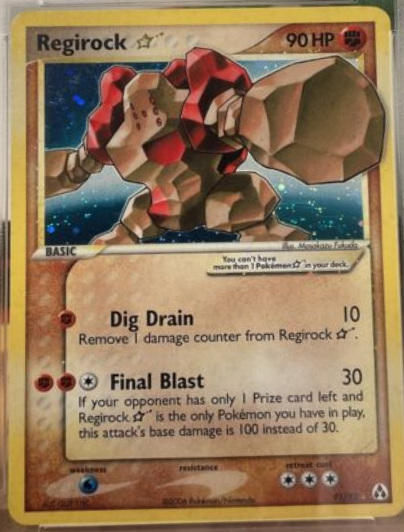 Regirock ☆ 90 HP
Illus. Masakazu Fukuda
BASIC
You can't have
more than 1 Pokémon ☆ in your deck.
Dig Drain 10
Remove 1 damage counter from Regirock ☆.
Final Blast 30
If your opponent has only 1 Prize card left and
Regirock ☆ is the only Pokémon you have in play,
this attack's base damage is 100 instead of 30.
weakness resistance retreat cost
©2006 Pokémon/Nintendo